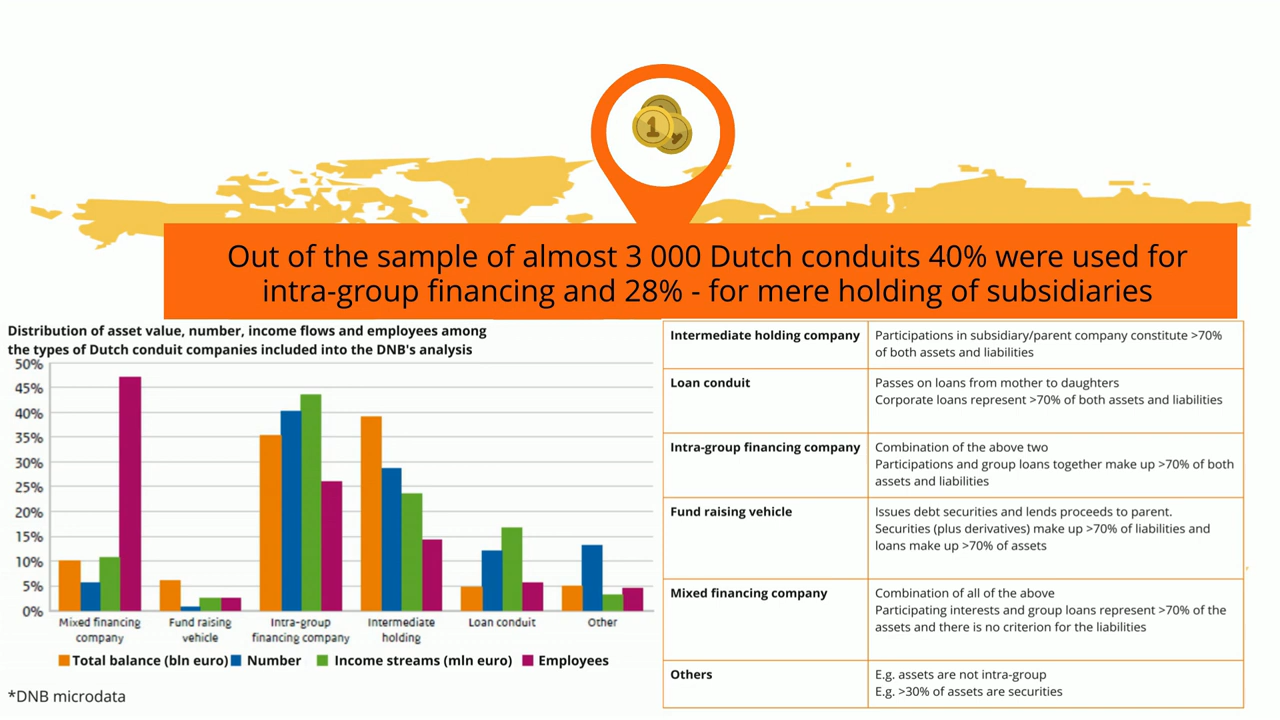 1
Out of the sample of almost 3 000 Dutch conduits 40% were used for
intra-group financing and 28% - for mere holding of subsidiaries
Distribution of asset value, number, income flows and employees among
the types of Dutch conduit companies included into the DNB's analysis
50%
45%
40%
35%
30%
25%
20%
15%
10%
5%
0%
Mixed financing
company
Fund raising
vehicle
Intra-group
financing company
Intermediate
holding
Loan conduit
Other
Total balance (bln euro) Number Income streams (mln euro) Employees
*DNB microdata
Intermediate holding company
Participations in subsidiary/parent company constitute >70%
of both assets and liabilities
Loan conduit
Passes on loans from mother to daughters
Corporate loans represent >70% of both assets and liabilities
Intra-group financing company
Combination of the above two
Participations and group loans together make up >70% of both
assets and liabilities
Fund raising vehicle
Issues debt securities and lends proceeds to parent.
Securities (plus derivatives) make up >70% of liabilities and
loans make up >70% of assets
Mixed financing company
Combination of all of the above
Participating interests and group loans represent >70% of the
assets and there is no criterion for the liabilities
Others
E.g. assets are not intra-group
E.g. >30% of assets are securities